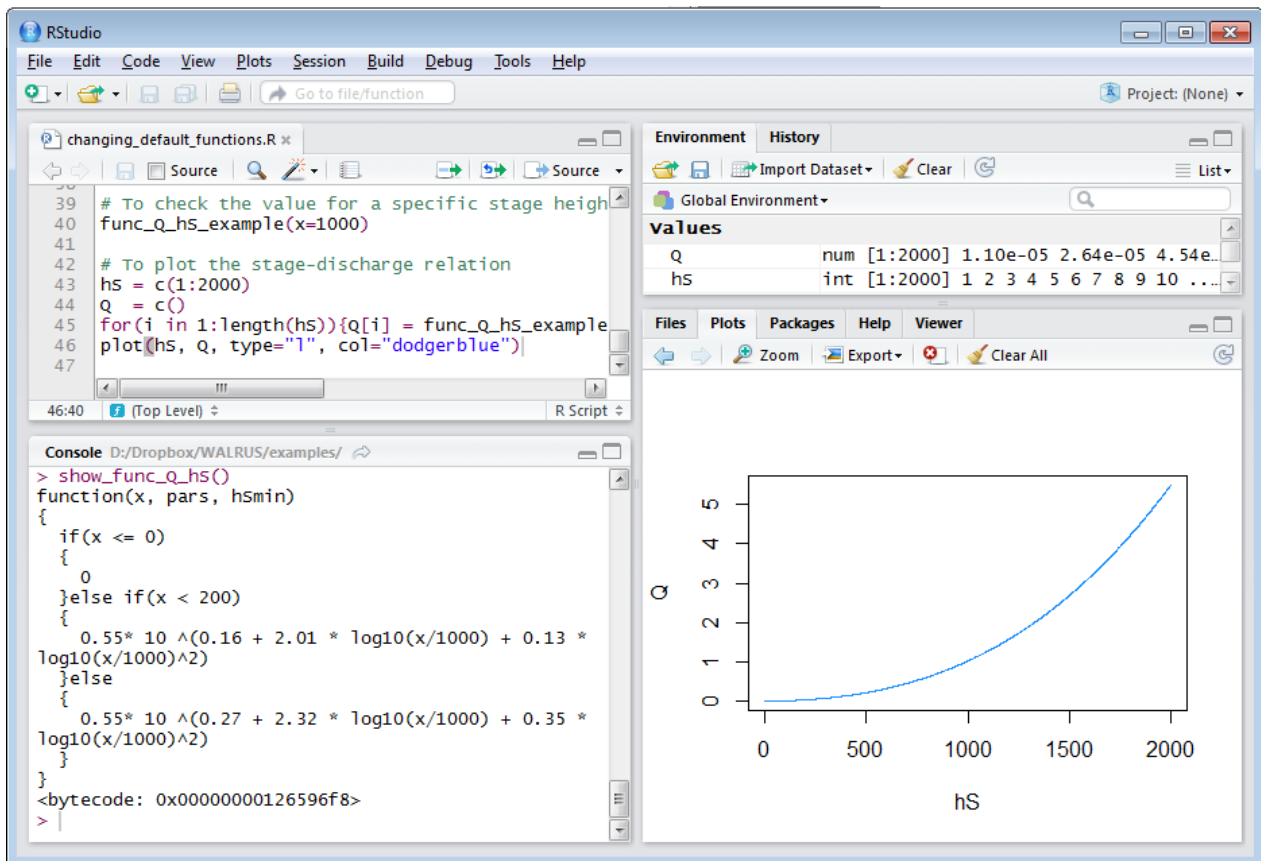 RStudio
File Edit Code View Plots Session Build Debug Tools Help
Go to file/function
Project: (None)
changing_default_functions.R
Source
Source
39 # To check the value for a specific stage heigh
40 func_Q_hS_example(x=1000)
41
42 # To plot the stage-discharge relation
43 hS = c(1:2000)
44 Q  = c()
45 for(i in 1:length(hS)){Q[i] = func_Q_hS_example
46 plot(hS, Q, type="l", col="dodgerblue")
47
46:40 (Top Level) R Script
Console D:/Dropbox/WALRUS/examples/
> show_func_Q_hS()
function(x, pars, hSmin)
{
  if(x <= 0)
  {
    0
  }else if(x < 200)
  {
    0.55* 10 ^(0.16 + 2.01 * log10(x/1000) + 0.13 *
log10(x/1000)^2)
  }else
  {
    0.55* 10 ^(0.27 + 2.32 * log10(x/1000) + 0.35 *
log10(x/1000)^2)
  }
}
<bytecode: 0x00000000126596f8>
>
Environment History
Import Dataset Clear List
Global Environment
Values
Q num [1:2000] 1.10e-05 2.64e-05 4.54e...
hS int [1:2000] 1 2 3 4 5 6 7 8 9 10 ...
Files Plots Packages Help Viewer
Zoom Export Clear All
5
4
3
2
1
0
Q
0 500 1000 1500 2000
hS